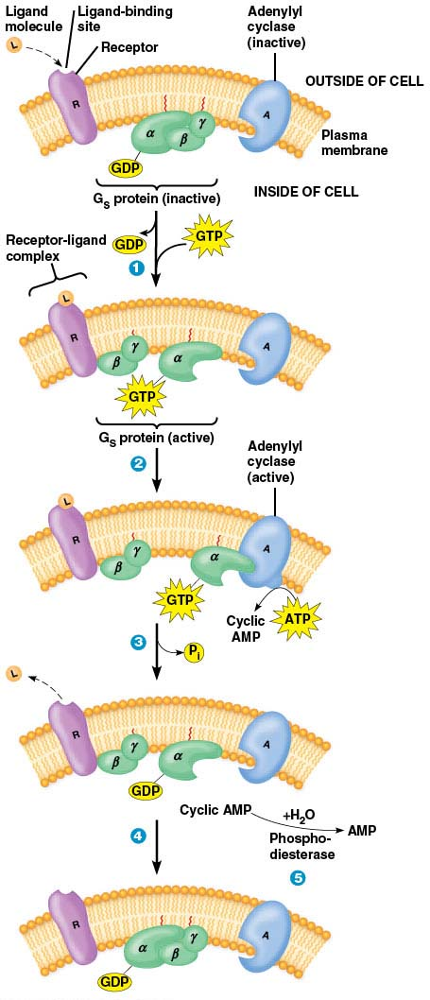 Ligand
molecule
Ligand-binding
site
Receptor
Adenylyl
cyclase
(inactive)
L
R
α
β
γ
A
OUTSIDE OF CELL
Plasma
membrane
GDP
Gs protein (inactive)
INSIDE OF CELL
GDP
GTP
1
Receptor-ligand
complex
L
R
β
γ
α
A
GTP
Gs protein (active)
2
Adenylyl
cyclase
(active)
L
R
β
γ
α
A
GTP
Cyclic
AMP
ATP
3
Pi
L
R
β
γ
α
A
GDP
Cyclic AMP
+H2O
AMP
Phospho-
diesterase
4
5
R
α
β
γ
A
GDP